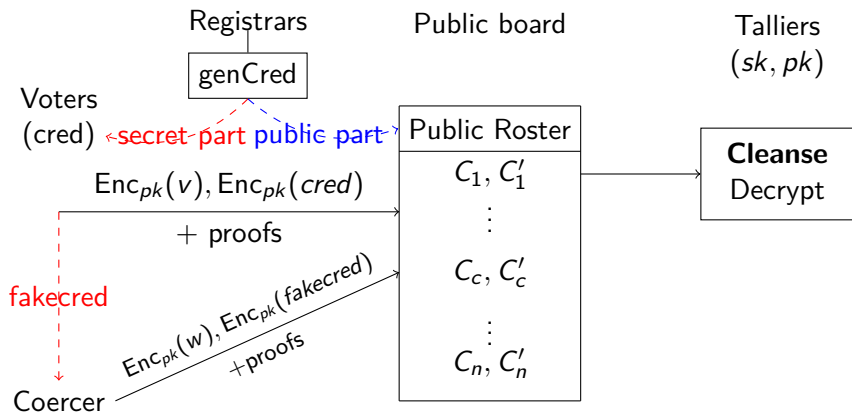 Registrars
Public board
Talliers
(sk, pk)
genCred
Voters
(cred)
secret part
public part
Public Roster
Cleanse
Decrypt
Enc_pk(v), Enc_pk(cred)
+ proofs
C_1, C'_1
⋮
fakecred
C_c, C'_c
Enc_pk(w), Enc_pk(fakecred)
+proofs
⋮
C_n, C'_n
Coercer